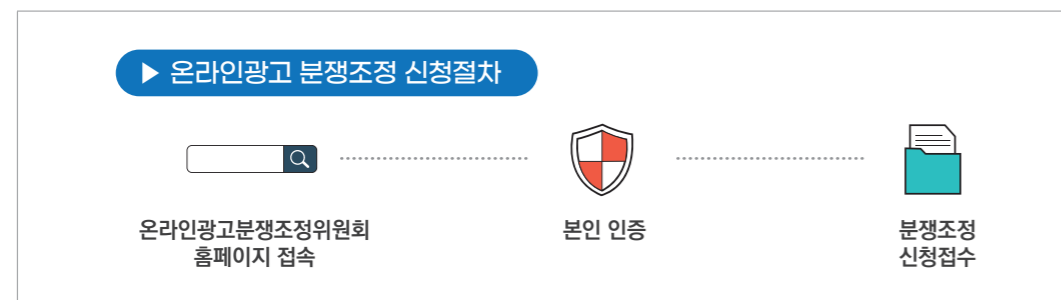 ▶ 온라인광고 분쟁조정 신청절차
온라인광고분쟁조정위원회
홈페이지 접속
본인 인증
분쟁조정
신청접수